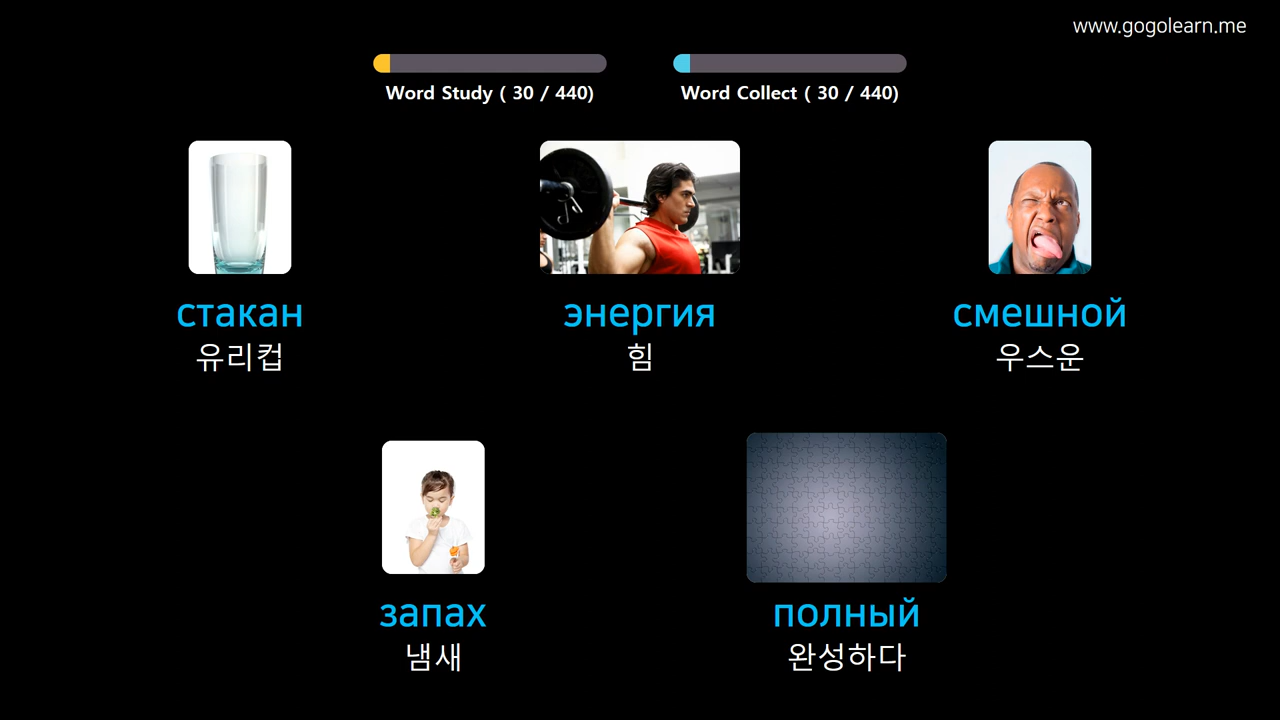 www.gogolearn.me
Word Study ( 30 / 440)
Word Collect ( 30 / 440)
стакан
유리컵
энергия
힘
смешной
우스운
запах
냄새
полный
완성하다